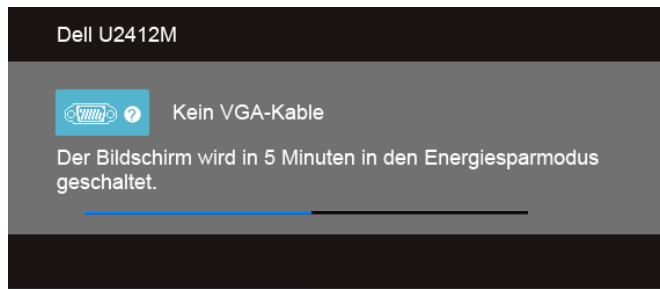 Dell U2412M
?
Kein VGA-Kable
Der Bildschirm wird in 5 Minuten in den Energiesparmodus
geschaltet.